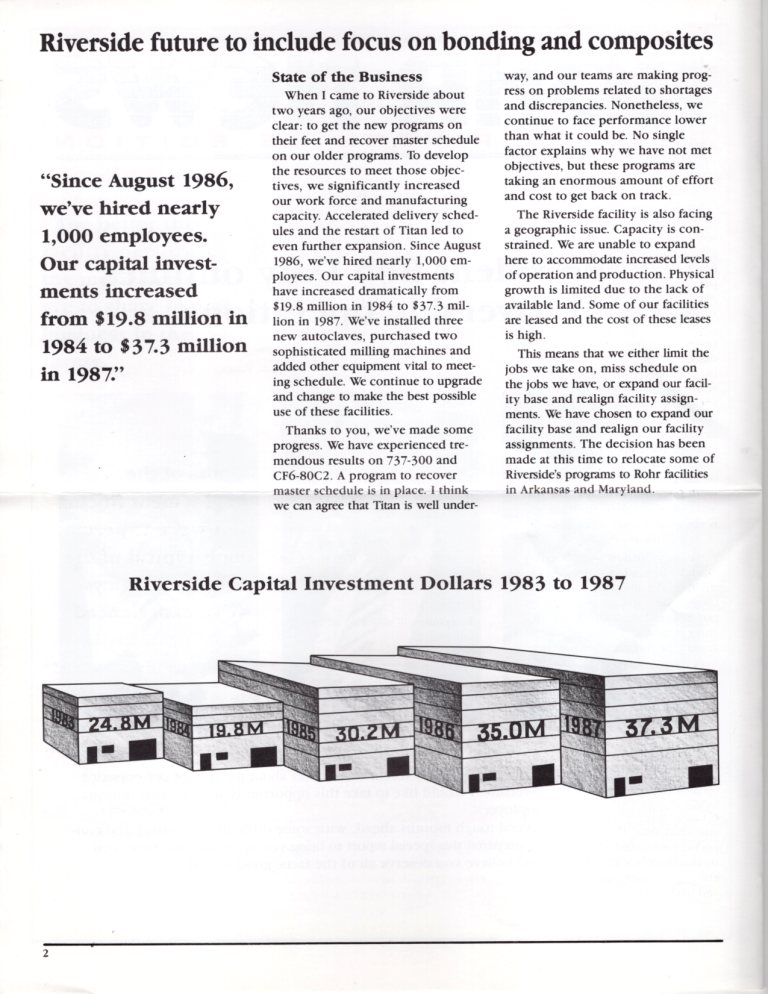 Riverside future to include focus on bonding and composites
“Since August 1986,
we’ve hired nearly
1,000 employees.
Our capital invest-
ments increased
from $19.8 million in
1984 to $37.3 million
in 1987.”
State of the Business
When I came to Riverside about
two years ago, our objectives were
clear: to get the new programs on
their feet and recover master schedule
on our older programs. To develop
the resources to meet those objec-
tives, we significantly increased
our work force and manufacturing
capacity. Accelerated delivery sched-
ules and the restart of Titan led to
even further expansion. Since August
1986, we’ve hired nearly 1,000 em-
ployees. Our capital investments
have increased dramatically from
$19.8 million in 1984 to $37.3 mil-
lion in 1987. We’ve installed three
new autoclaves, purchased two
sophisticated milling machines and
added other equipment vital to meet-
ing schedule. We continue to upgrade
and change to make the best possible
use of these facilities.
Thanks to you, we’ve made some
progress. We have experienced tre-
mendous results on 737-300 and
CF6-80C2. A program to recover
master schedule is in place. I think
we can agree that Titan is well under-
way, and our teams are making prog-
ress on problems related to shortages
and discrepancies. Nonetheless, we
continue to face performance lower
than what it could be. No single
factor explains why we have not met
objectives, but these programs are
taking an enormous amount of effort
and cost to get back on track.
The Riverside facility is also facing
a geographic issue. Capacity is con-
strained. We are unable to expand
here to accommodate increased levels
of operation and production. Physical
growth is limited due to the lack of
available land. Some of our facilities
are leased and the cost of these leases
is high.
This means that we either limit the
jobs we take on, miss schedule on
the jobs we have, or expand our facil-
ity base and realign facility assign-
ments. We have chosen to expand our
facility base and realign our facility
assignments. The decision has been
made at this time to relocate some of
Riverside’s programs to Rohr facilities
in Arkansas and Maryland.
Riverside Capital Investment Dollars 1983 to 1987
1983 24.8M 1984 19.8M 1985 30.2M 1986 35.0M 1987 37.3M
2